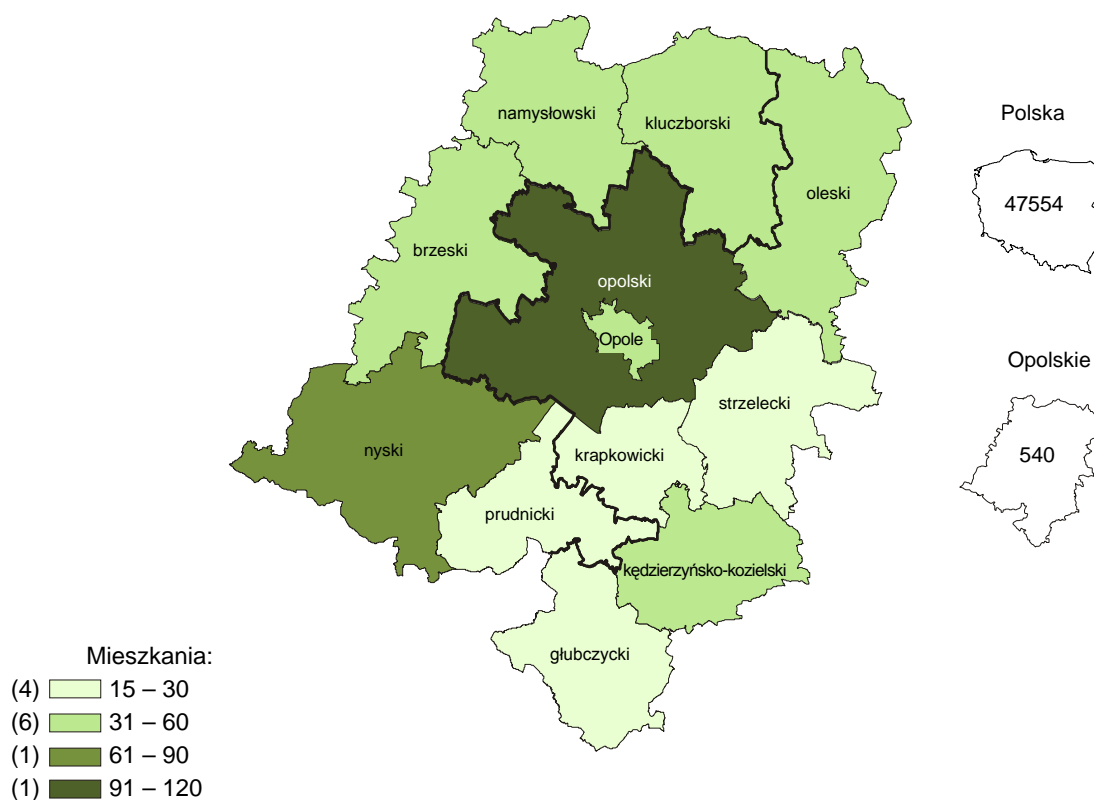 namysłowski
kluczborski
oleski
brzeski
opolski
Opole
strzelecki
nyski
krapkowicki
prudnicki
kędzierzyńsko-kozielski
głubczycki
Polska
47554
Opolskie
540
Mieszkania:
(4) 15 – 30
(6) 31 – 60
(1) 61 – 90
(1) 91 – 120